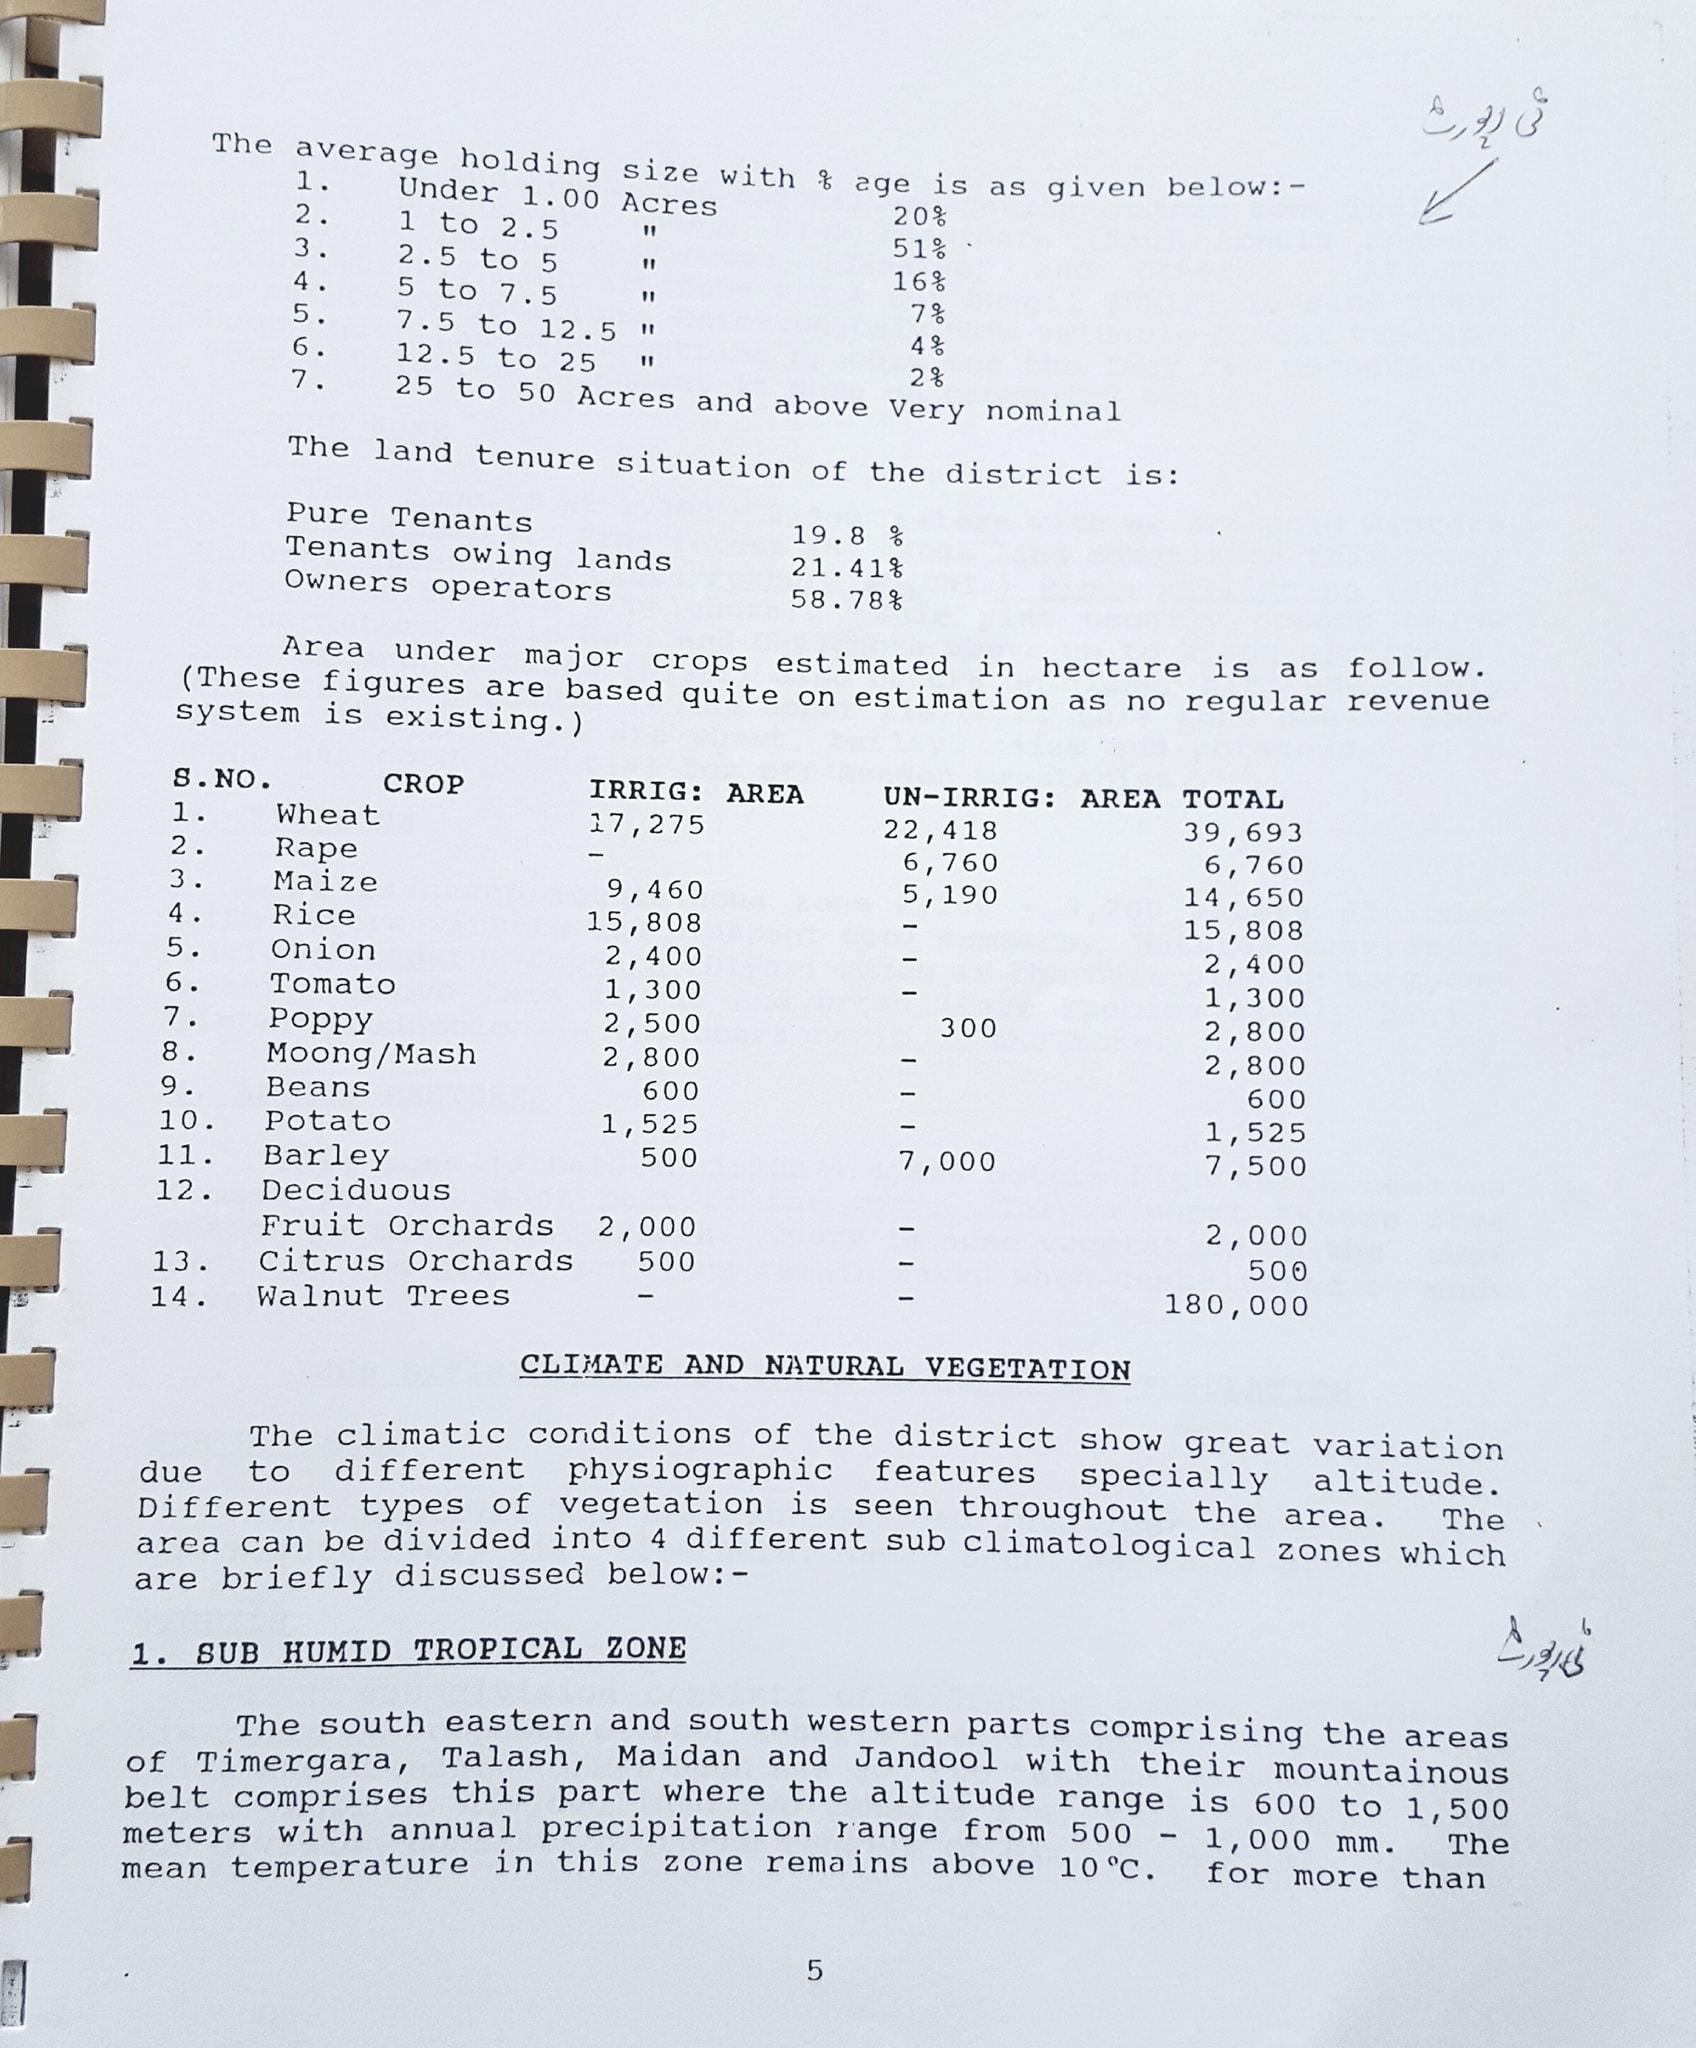 نئی رپورٹ
The average holding size with % age is as given below:-
1. Under 1.00 Acres 20%
2. 1 to 2.5 " 51%
3. 2.5 to 5 " 16%
4. 5 to 7.5 " 7%
5. 7.5 to 12.5 " 4%
6. 12.5 to 25 " 2%
7. 25 to 50 Acres and above Very nominal
The land tenure situation of the district is:
Pure Tenants 19.8 %
Tenants owing lands 21.41%
Owners operators 58.78%
Area under major crops estimated in hectare is as follow.
(These figures are based quite on estimation as no regular revenue
system is existing.)
S.NO. CROP IRRIG: AREA UN-IRRIG: AREA TOTAL
1. Wheat 17,275 22,418 39,693
2. Rape - 6,760 6,760
3. Maize 9,460 5,190 14,650
4. Rice 15,808 - 15,808
5. Onion 2,400 - 2,400
6. Tomato 1,300 - 1,300
7. Poppy 2,500 300 2,800
8. Moong/Mash 2,800 - 2,800
9. Beans 600 - 600
10. Potato 1,525 - 1,525
11. Barley 500 7,000 7,500
12. Deciduous
Fruit Orchards 2,000 - 2,000
13. Citrus Orchards 500 - 500
14. Walnut Trees - - 180,000
CLIMATE AND NATURAL VEGETATION
The climatic conditions of the district show great variation
due to different physiographic features specially altitude.
Different types of vegetation is seen throughout the area. The
area can be divided into 4 different sub climatological zones which
are briefly discussed below:-
1. SUB HUMID TROPICAL ZONE
نئی رپورٹ
The south eastern and south western parts comprising the areas
of Timergara, Talash, Maidan and Jandool with their mountainous
belt comprises this part where the altitude range is 600 to 1,500
meters with annual precipitation range from 500 - 1,000 mm. The
mean temperature in this zone remains above 10°C. for more than
5